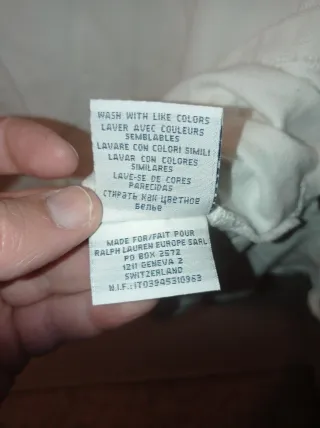 WASH WITH LIKE COLORS
LAVER AVEC COULEURS
SEMBLABLES
LAVARE CON COLORI SIMILI
LAVAR CON COLORES
SIMILARES
LAVE-SE DE CORES
PARECIDAS
СТИРАТЬ КАК ЦВЕТНОЕ
БЕЛЬЕ
MADE FOR/FAIT POUR
RALPH LAUREN EUROPE SARL
PO BOX 2572
1211 GENEVA 2
SWITZERLAND
N.I.F.:IT03945310963